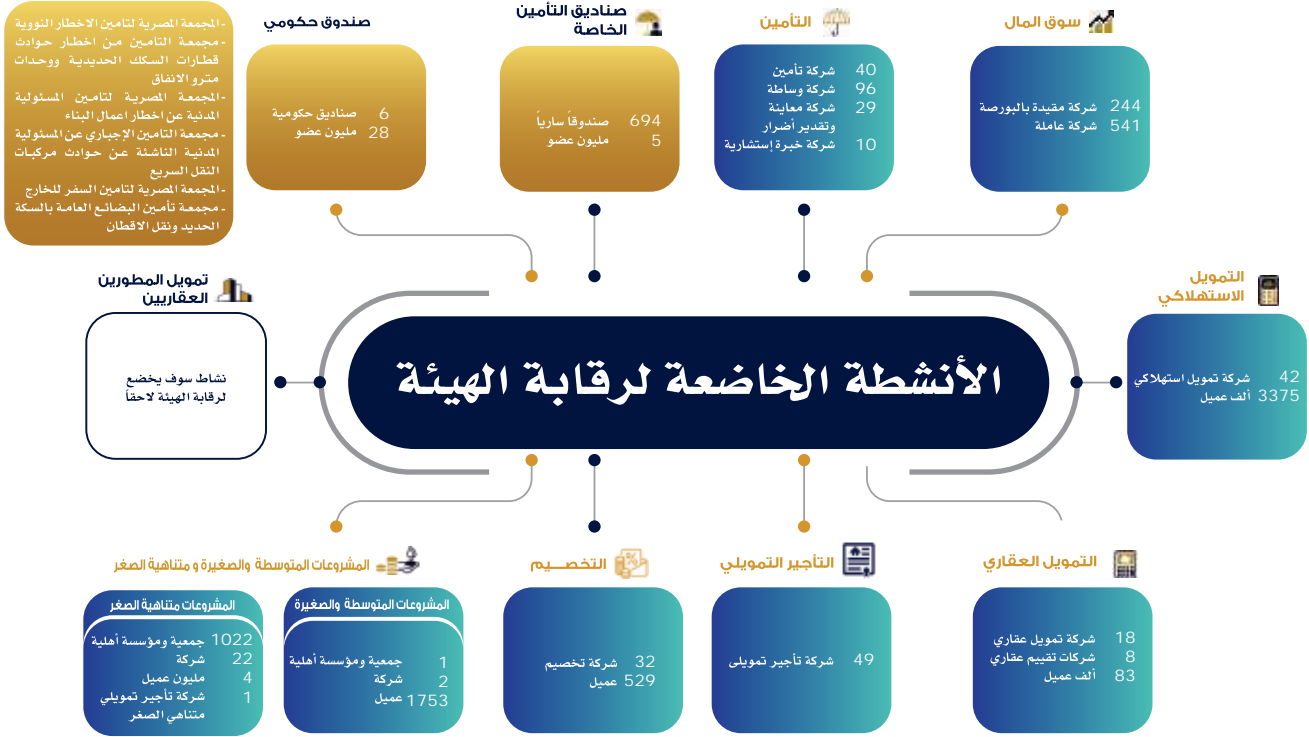 سوق المال
244 شركة مقيدة بالبورصة
541 شركة عاملة
التأمين
40 شركة تأمين
96 شركة وساطة
29 شركة معاينة
وتقدير أضرار
10 شركة خبرة إستشارية
صناديق التأمين
الخاصة
694 صندوقاً سارياً
5 مليون عضو
صندوق حكومي
6 صناديق حكومية
28 مليون عضو
- المجمعة المصرية لتامين الاخطار النووية
- مجمعة التامين من اخطار حوادث
قطارات السكك الحديدية ووحدات
مترو الانفاق
- المجمعة المصرية لتامين المسئولية
المدنية عن اخطار اعمال البناء
- مجمعة التامين الإجباري عن المسئولية
المدنية الناشئة عن حوادث مركبات
النقل السريع
- المجمعة المصرية لتامين السفر للخارج
- مجمعة تأمين البضائع العامة بالسكة
الحديد ونقل الاقطان
التمويل
الاستهلاكي
42 شركة تمويل استهلاكي
3375 ألف عميل
الأنشطة الخاضعة لرقابة الهيئة
تمويل المطورين
العقاريين
نشاط سوف يخضع
لرقابة الهيئة لاحقاً
التمويل العقاري
18 شركة تمويل عقاري
8 شركات تقييم عقاري
83 ألف عميل
التأجير التمويلي
49 شركة تأجير تمويلى
التخصـــيم
32 شركة تخصيم
529 عميل
المشروعات المتوسطة والصغيرة و متناهية الصغر
المشروعات المتوسطة والصغيرة
1 جمعية ومؤسسة أهلية
2 شركة
1753 عميل
المشروعات متناهية الصغر
1022 جمعية ومؤسسة أهلية
22 شركة
4 مليون عميل
1 شركة تأجير تمويلي
متناهي الصغر